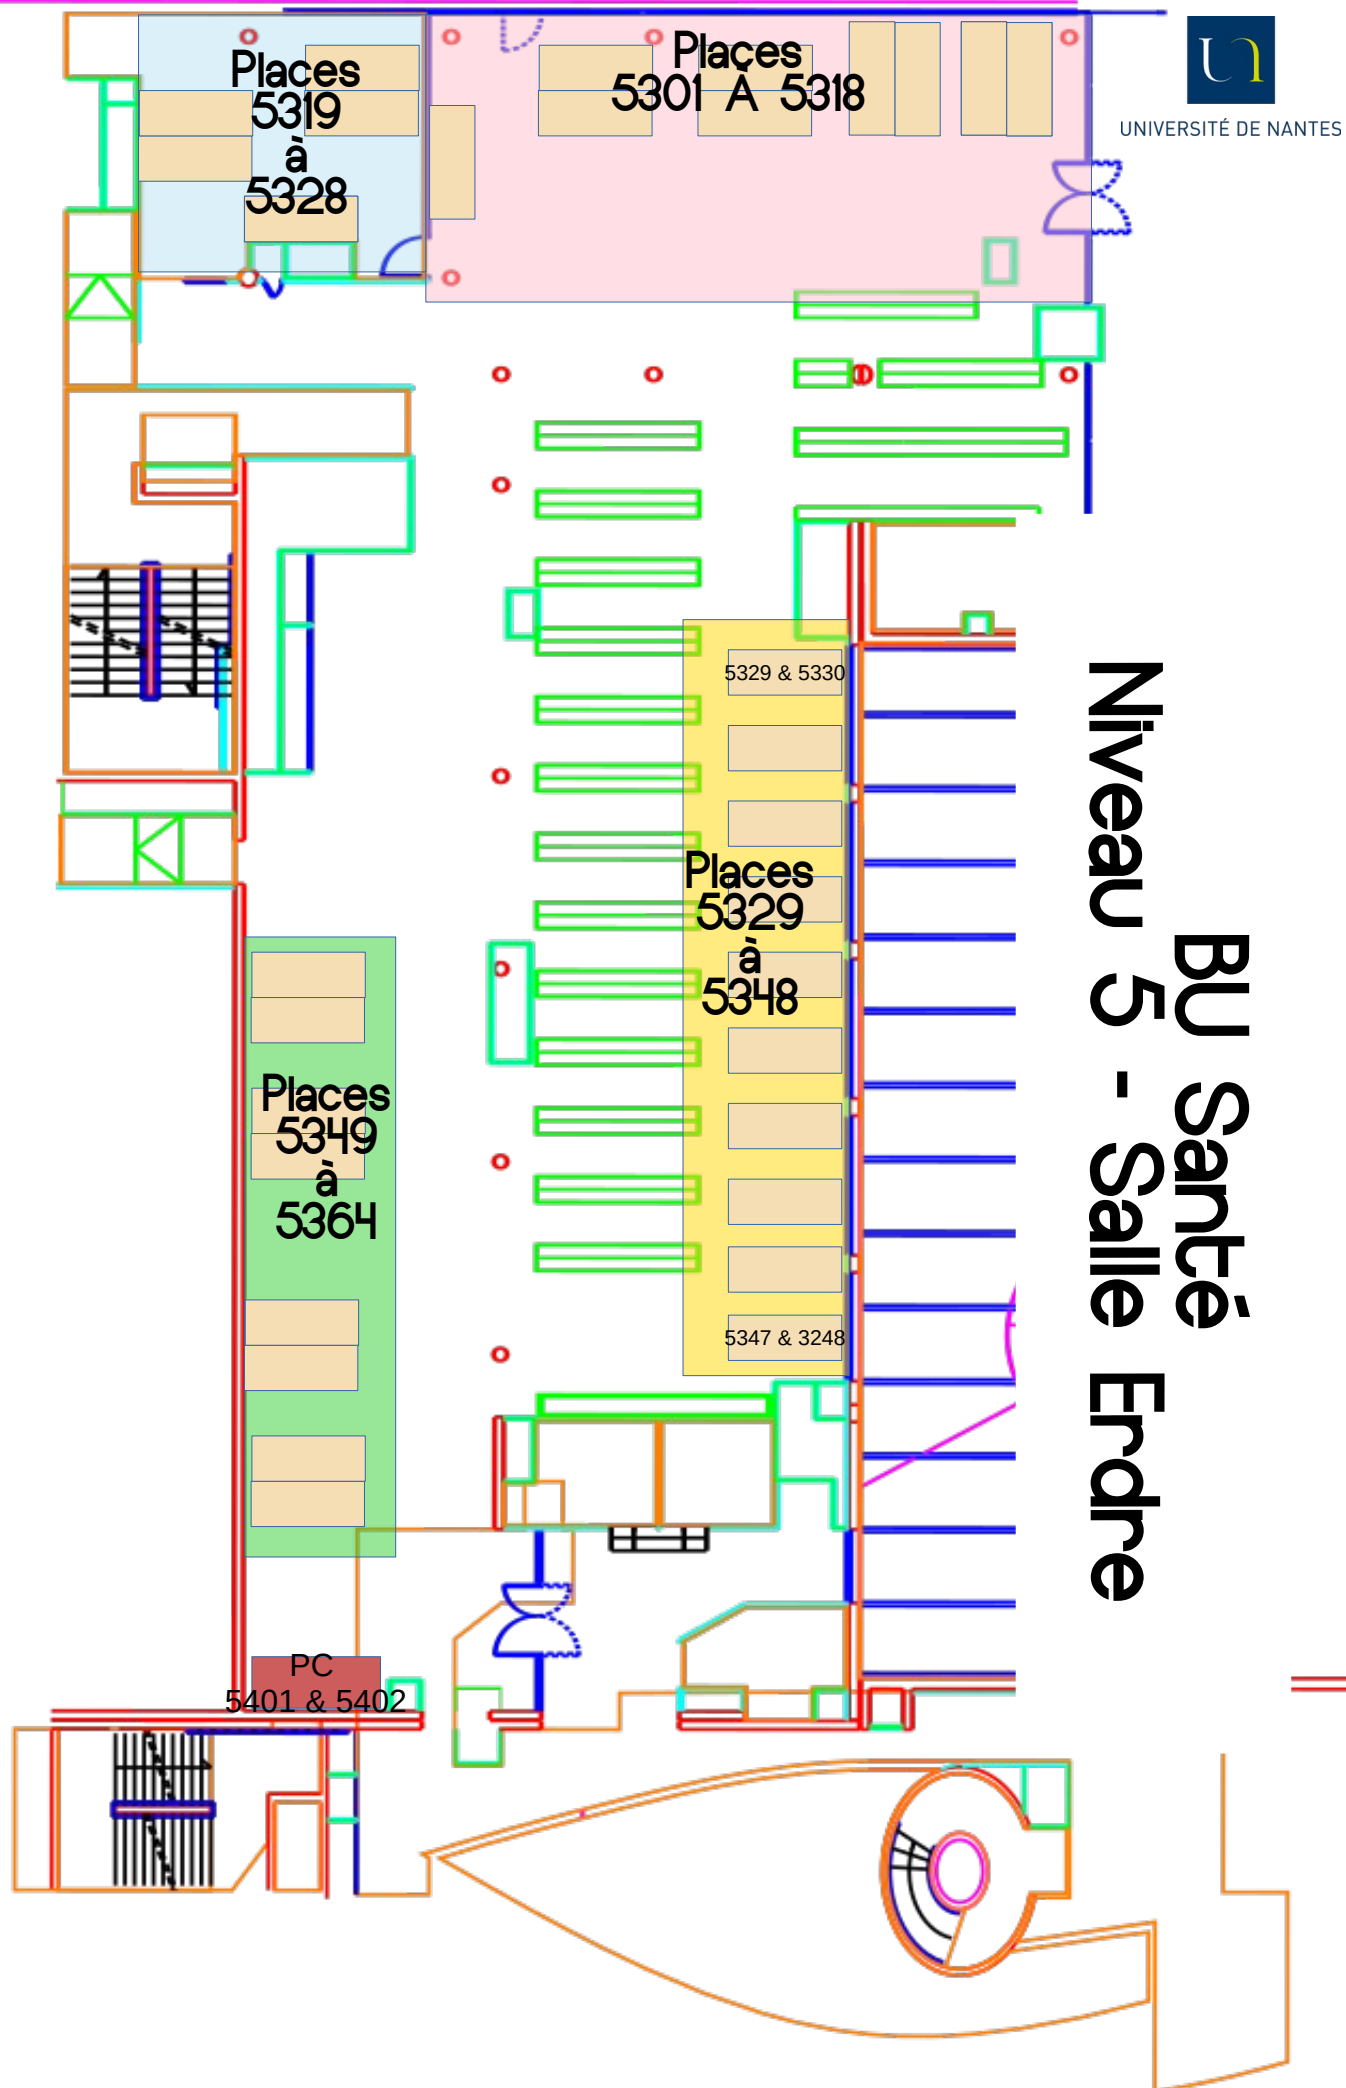 Places
5319
à
5328
Places
5301 À 5318
UNIVERSITÉ DE NANTES
5329 & 5330
Places
5329
à
5348
5347 & 3248
Places
5349
à
5364
PC
5401 & 5402
BU Santé
Niveau 5 - Salle Erdre